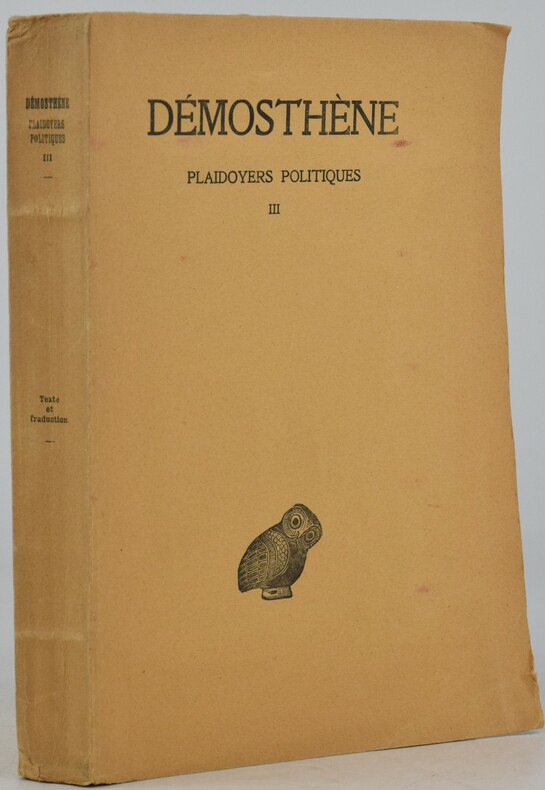 DÉMOSTHÈNE
PLAIDOYERS
POLITIQUES
III
Texte
et
Traduction
DÉMOSTHÈNE
PLAIDOYERS POLITIQUES
III